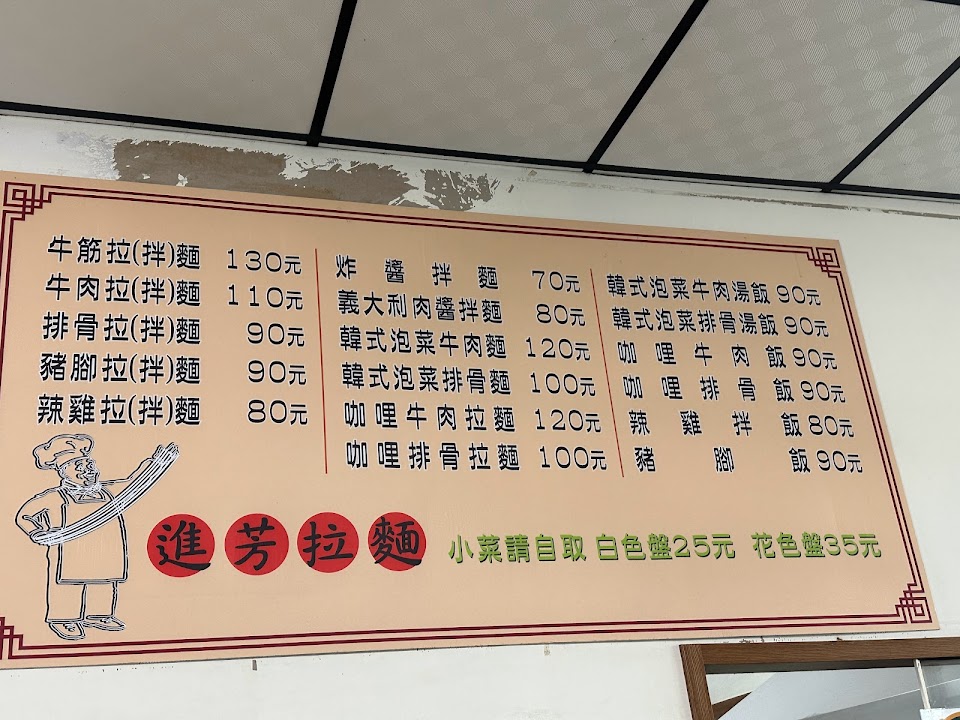 牛筋拉(拌)麵 130元
牛肉拉(拌)麵 110元
排骨拉(拌)麵 90元
豬腳拉(拌)麵 90元
辣雞拉(拌)麵 80元
炸醬拌麵 70元
義大利肉醬拌麵 80元
韓式泡菜牛肉麵 120元
韓式泡菜排骨麵 100元
咖哩牛肉拉麵 120元
咖哩排骨拉麵 100元
韓式泡菜牛肉湯飯 90元
韓式泡菜排骨湯飯 90元
咖哩牛肉飯 90元
咖哩排骨飯 90元
辣雞拌飯 80元
豬腳飯 90元
進芳拉麵
小菜請自取 白色盤25元 花色盤35元